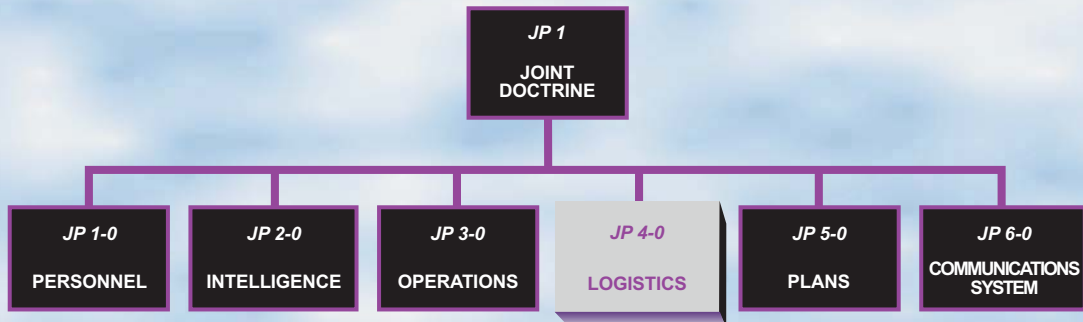 JP 1
JOINT
DOCTRINE
JP 1-0
PERSONNEL
JP 2-0
INTELLIGENCE
JP 3-0
OPERATIONS
JP 4-0
LOGISTICS
JP 5-0
PLANS
JP 6-0
COMMUNICATIONS
SYSTEM